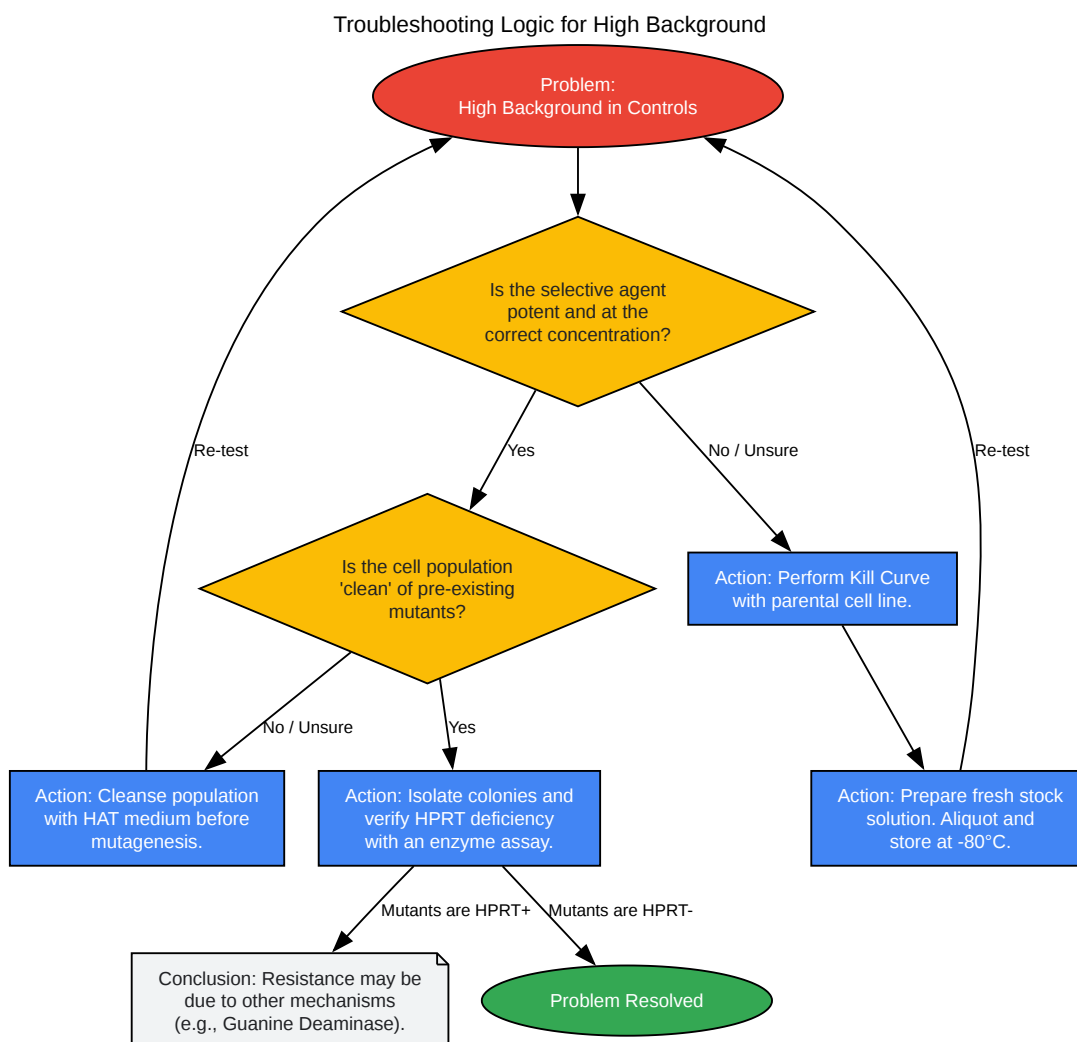 Troubleshooting Logic for High Background
Problem:
High Background in Controls
Is the selective agent
potent and at the
correct concentration?
Re-test
Yes
No / Unsure
Re-test
Is the cell population
'clean' of pre-existing
mutants?
Action: Perform Kill Curve
with parental cell line.
No / Unsure
Yes
Action: Cleanse population
with HAT medium before
mutagenesis.
Action: Isolate colonies and
verify HPRT deficiency
with an enzyme assay.
Action: Prepare fresh stock
solution. Aliquot and
store at -80°C.
Mutants are HPRT+
Mutants are HPRT-
Conclusion: Resistance may be
due to other mechanisms
(e.g., Guanine Deaminase).
Problem Resolved